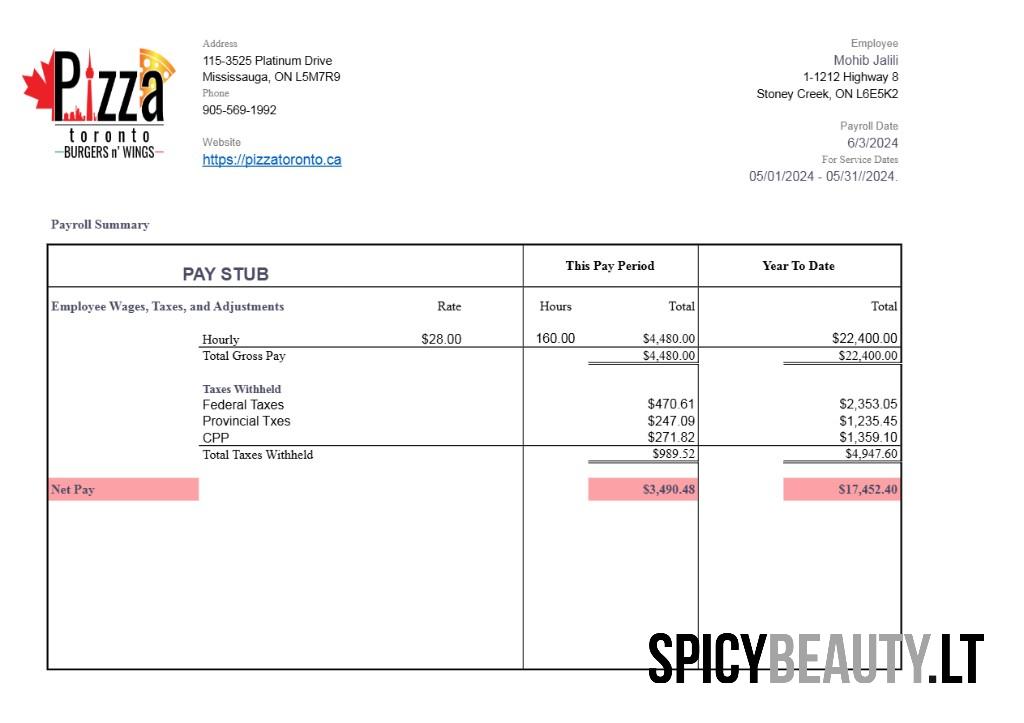 Pizza
toronto
BURGERS n' WINGS
Address
115-3525 Platinum Drive
Mississauga, ON L5M7R9
Phone
905-569-1992
Website
https://pizzatoronto.ca
Employee
Mohib Jalili
1-1212 Highway 8
Stoney Creek, ON L6E5K2
Payroll Date
6/3/2024
For Service Dates
05/01/2024 - 05/31//2024.
Payroll Summary
PAY STUB This Pay Period Year To Date
Employee Wages, Taxes, and Adjustments Rate Hours Total Total
Hourly $28.00 160.00 $4,480.00 $22,400.00
Total Gross Pay $4,480.00 $22,400.00
Taxes Withheld
Federal Taxes $470.61 $2,353.05
Provincial Txes $247.09 $1,235.45
CPP $271.82 $1,359.10
Total Taxes Withheld $989.52 $4,947.60
Net Pay $3,490.48 $17,452.40
SPICYBEAUTY.LT